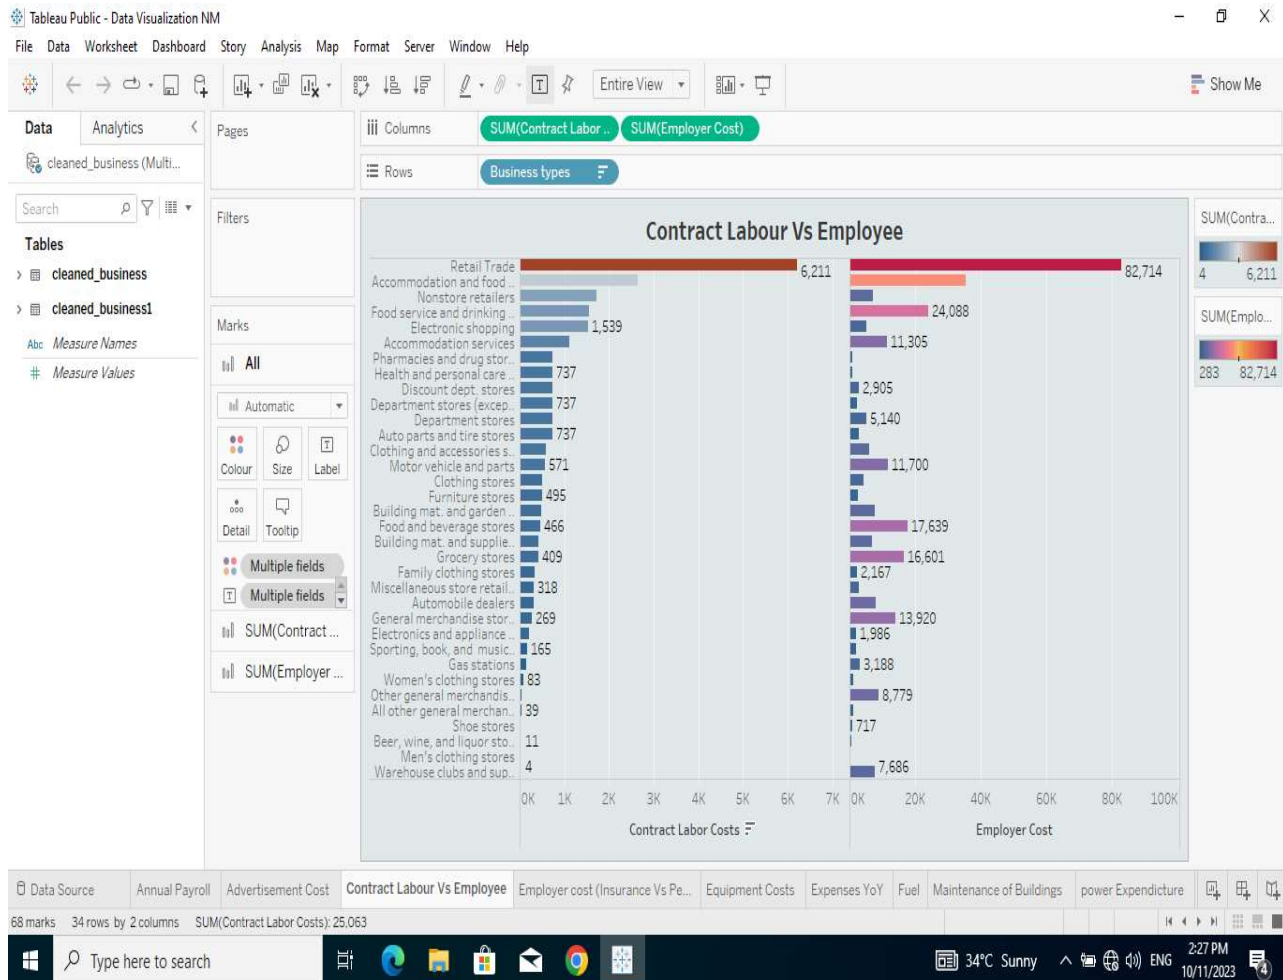 Tableau Public - Data Visualization NM
File Data Worksheet Dashboard Story Analysis Map Format Server Window Help
Entire View
Show Me
Data Analytics
cleaned_business (Multi...
Search
Tables
cleaned_business
cleaned_business1
Abc Measure Names
# Measure Values
Pages
Filters
Marks
All
Automatic
Colour Size Label
Detail Tooltip
Multiple fields
Multiple fields
SUM(Contract ...
SUM(Employer ...
Columns SUM(Contract Labor .. SUM(Employer Cost)
Rows Business types
Contract Labour Vs Employee
Retail Trade 6,211 82,714
Accommodation and food ..
Nonstore retailers
Food service and drinking .. 24,088
Electronic shopping 1,539
Accommodation services 11,305
Pharmacies and drug stor..
Health and personal care .. 737
Discount dept. stores 2,905
Department stores (excep.. 737
Department stores 5,140
Auto parts and tire stores 737
Clothing and accessories s..
Motor vehicle and parts 571 11,700
Clothing stores
Furniture stores 495
Building mat. and garden ..
Food and beverage stores 466 17,639
Building mat. and supplie..
Grocery stores 409 16,601
Family clothing stores 2,167
Miscellaneous store retail.. 318
Automobile dealers
General merchandise stor.. 269 13,920
Electronics and appliance .. 1,986
Sporting, book, and music.. 165
Gas stations 3,188
Women's clothing stores 83
Other general merchandis.. 8,779
All other general merchan.. 39
Shoe stores 717
Beer, wine, and liquor sto.. 11
Men's clothing stores
Warehouse clubs and sup.. 4 7,686
0K 1K 2K 3K 4K 5K 6K 7K 0K 20K 40K 60K 80K 100K
Contract Labor Costs Employer Cost
SUM(Contra...
4 6,211
SUM(Emplo...
283 82,714
Data Source Annual Payroll Advertisement Cost Contract Labour Vs Employee Employer cost (Insurance Vs Pe... Equipment Costs Expenses YoY Fuel Maintenance of Buildings power Expendicture
68 marks 34 rows by 2 columns SUM(Contract Labor Costs): 25,063
Type here to search
34°C Sunny ENG 2:27 PM
10/11/2023
4